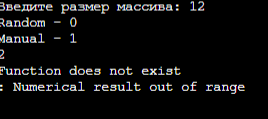 Введите размер массива: 12
Random – 0
Manual – 1
2
Function does not exist
: Numerical result out of range